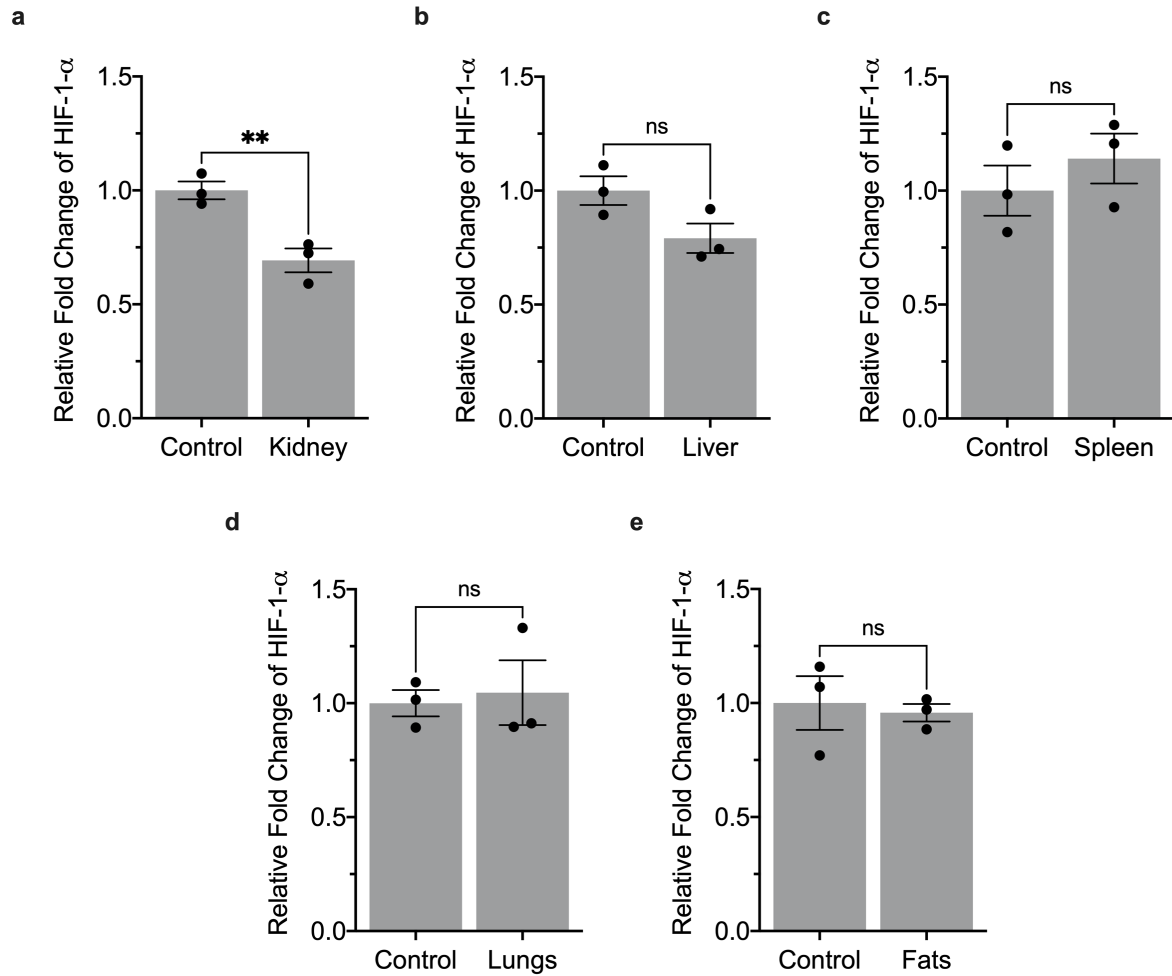 a
b
c
Relative Fold Change of HIF-1-α
1.5
1.0
0.5
0.0
**
Control Kidney
Relative Fold Change of HIF-1-α
1.5
1.0
0.5
0.0
ns
Control Liver
Relative Fold Change of HIF-1-α
1.5
1.0
0.5
0.0
ns
Control Spleen
d
e
Relative Fold Change of HIF-1-α
1.5
1.0
0.5
0.0
ns
Control Lungs
Relative Fold Change of HIF-1-α
1.5
1.0
0.5
0.0
ns
Control Fats